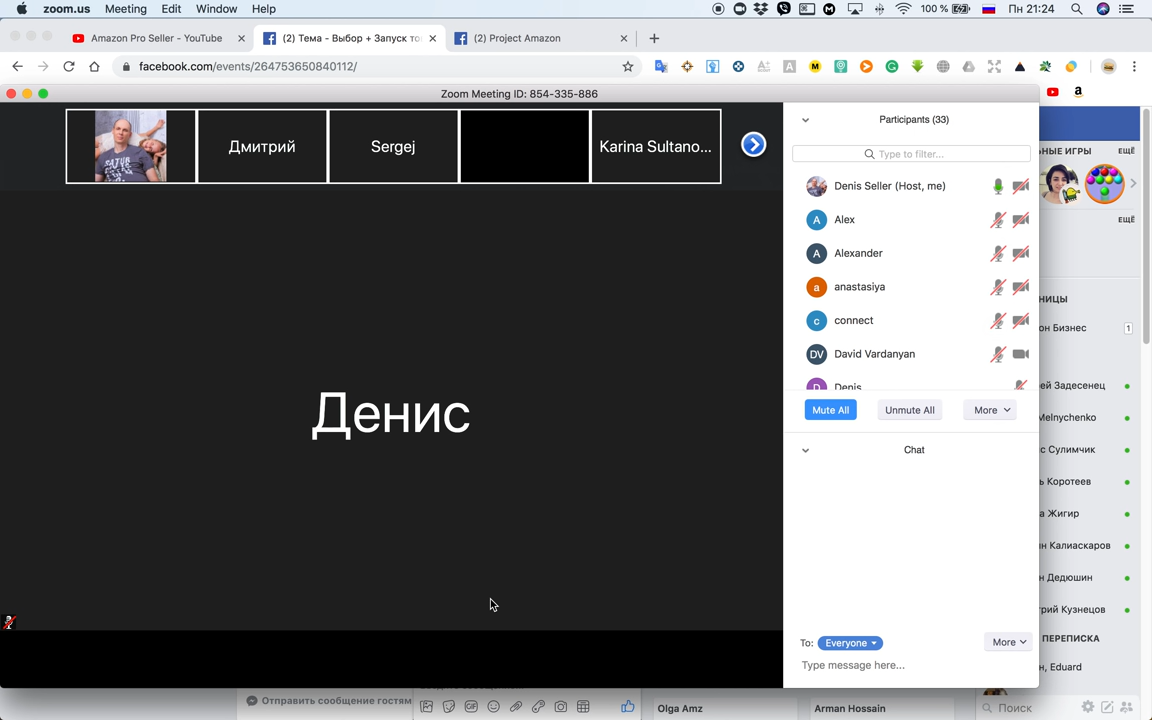 zoom.us Meeting Edit Window Help 100 % Пн 21:24
Amazon Pro Seller - YouTube
(2) Тема - Выбор + Запуск то
(2) Project Amazon
facebook.com/events/264753650840112/
Zoom Meeting ID: 854-335-886
Дмитрий
Sergej
Karina Sultano...
Денис
Participants (33)
Type to filter...
Denis Seller (Host, me)
A Alex
A Alexander
a anastasiya
c connect
DV David Vardanyan
D Denis
Mute All
Unmute All
More
Chat
To: Everyone
More
Type message here...
ЬНЫЕ ИГРЫ
ЕЩЁ
ЕЩЁ
НИЦЫ
он Бизнес
1
ей Задесенец
Melnychenko
с Сулимчик
ь Коротеев
а Жигир
н Калиаскаров
н Дедюшин
рий Кузнецов
ПЕРЕПИСКА
н, Eduard
Отправить сообщение гостям
GIF
Olga Amz
Arman Hossain
Поиск